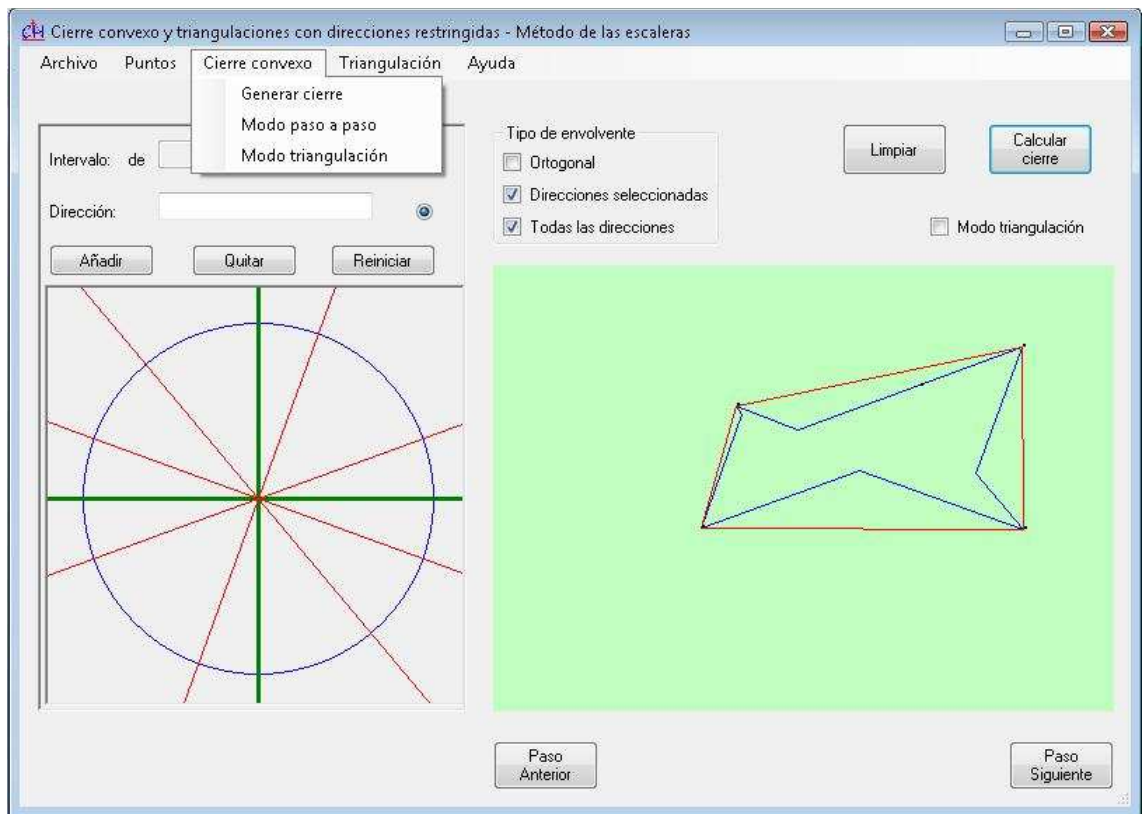 CH Cierre convexo y triangulaciones con direcciones restringidas - Método de las escaleras
Archivo Puntos Cierre convexo Triangulación Ayuda
Generar cierre
Modo paso a paso
Modo triangulación
Intervalo: de
Dirección:
Añadir Quitar Reiniciar
Tipo de envolvente
Ortogonal
Direcciones seleccionadas
Todas las direcciones
Limpiar
Calcular
cierre
Modo triangulación
Paso
Anterior
Paso
Siguiente